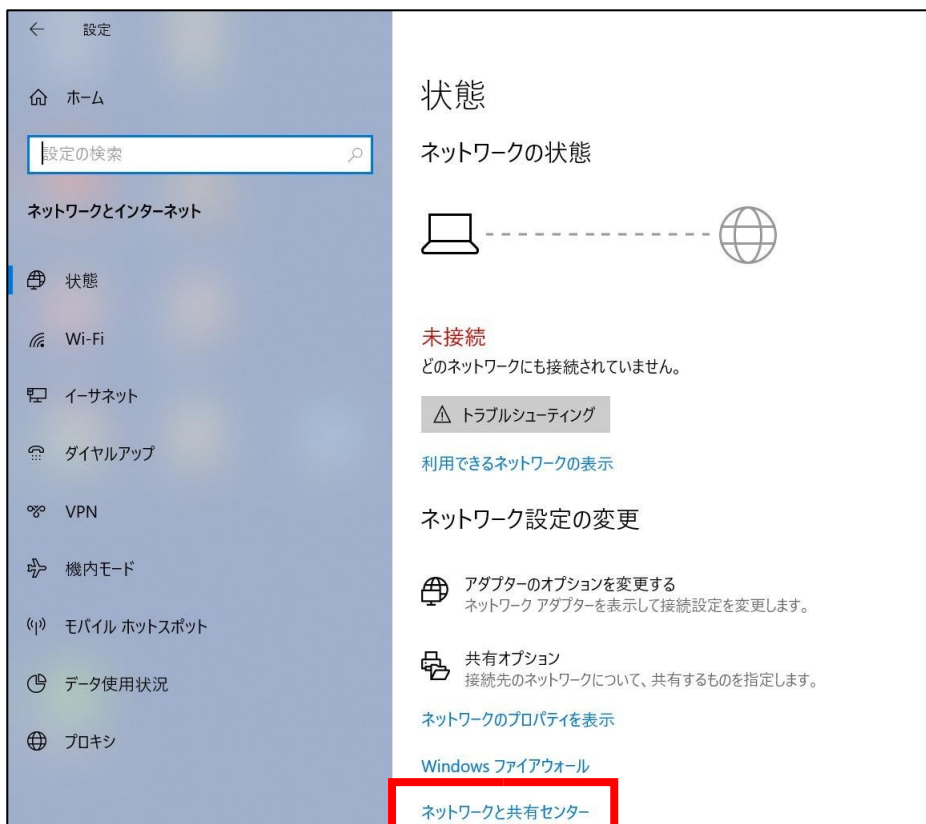 設定
ホーム
設定の検索
ネットワークとインターネット
状態
Wi-Fi
イーサネット
ダイヤルアップ
VPN
機内モード
モバイル ホットスポット
データ使用状況
プロキシ
状態
ネットワークの状態
未接続
どのネットワークにも接続されていません。
トラブルシューティング
利用できるネットワークの表示
ネットワーク設定の変更
アダプターのオプションを変更する
ネットワーク アダプターを表示して接続設定を変更します。
共有オプション
接続先のネットワークについて、共有するものを指定します。
ネットワークのプロパティを表示
Windows ファイアウォール
ネットワークと共有センター